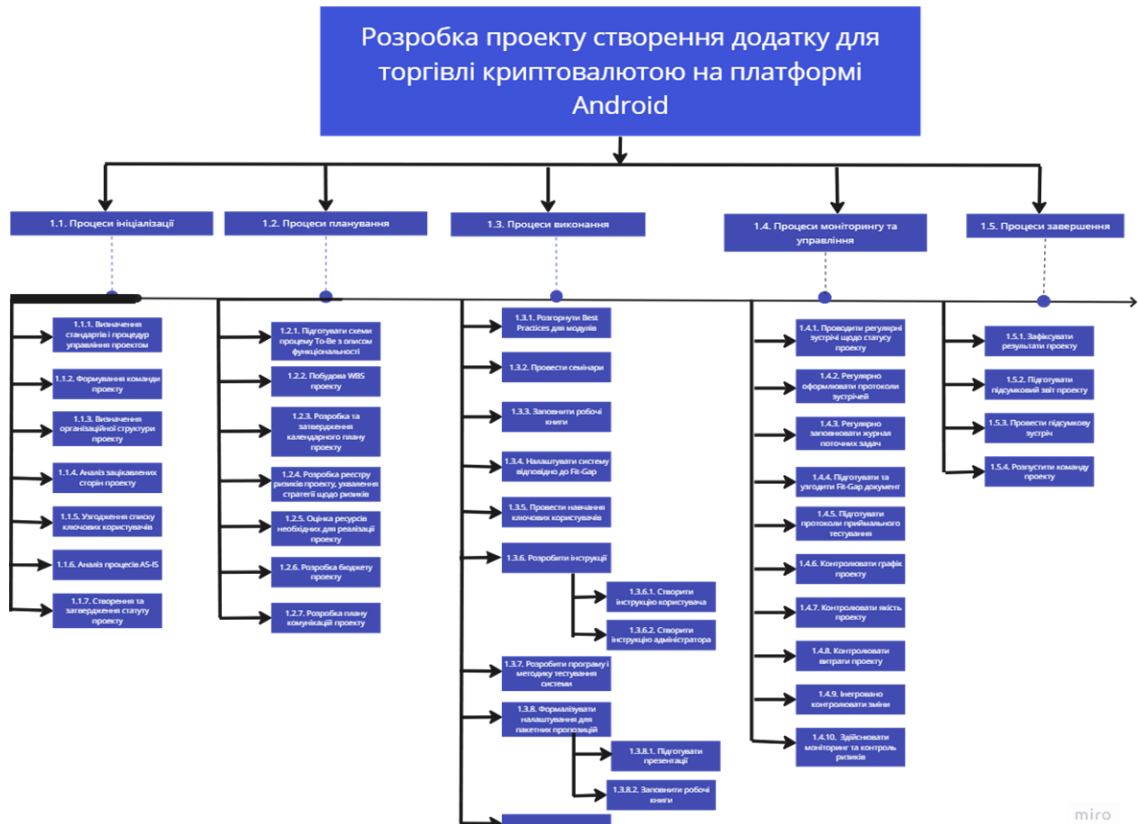 Розробка проекту створення додатку для
торгівлі криптовалютою на платформі
Android
1.1. Процеси ініціалізації
1.2. Процеси планування
1.3. Процеси виконання
1.4. Процеси моніторингу та
управління
1.5. Процеси завершення
1.1.1. Визначення
стандартів і процедур
управління проектом
1.1.2. Формування команди
проекту
1.1.3. Визначення
організаційної структури
проекту
1.1.4. Аналіз зацікавлених
сторін проекту
1.1.5. Узгодження списку
ключових користувачів
1.1.6. Аналіз процесів AS-IS
1.1.7. Створення та
затвердження статуту
проекту
1.2.1. Підготувати схеми
процему To-Be з описом
функціональності
1.2.2. Побудова WBS
проекту
1.2.3. Розробка та
затвердження
календарного плану
проекту
1.2.4. Розробка реєстру
ризиків проекту, ухвалення
стратегії щодо ризиків
1.2.5. Оцінка ресурсів
необхідних для реалізації
проекту
1.2.6. Розробка бюджету
проекту
1.2.7. Розробка плану
комунікацій проекту
1.3.1. Розгорнути Best
Practices для модулів
1.3.2. Провести семінари
1.3.3. Заповнити робочі
книги
1.3.4. Налаштувати систему
відповідно до Fit-Gap
1.3.5. Провести навчання
ключових користувачів
1.3.6. Розробити інструкції
1.3.6.1. Створити
інструкцію користувача
1.3.6.2. Створити
інструкцію адміністратора
1.3.7. Розробити програму і
методику тестування
системи
1.3.8. Формалізувати
налаштування для
пакетних пропозицій
1.3.8.1. Підготувати
презентації
1.3.8.2. Заповнити робочі
книги
1.4.1. Проводити регулярні
зустрічі щодо статусу
проекту
1.4.2. Регулярно
оформлювати протоколи
зустрічей
1.4.3. Регулярно
заповнювати журнал
поточних задач
1.4.4. Підготувати та
узгодити Fit-Gap документ
1.4.5. Підготувати
протоколи приймального
тестування
1.4.6. Контролювати графік
проекту
1.4.7. Контролювати якість
проекту
1.4.8. Контролювати
витрати проекту
1.4.9. Інегровано
контролювати зміни
1.4.10. Здійснювати
моніторинг та контроль
ризиків
1.5.1. Зафіксувати
результати проекту
1.5.2. Підготувати
підсумковий звіт проекту
1.5.3. Провести підсумкову
зустріч
1.5.4. Розпустити команду
проекту
miro